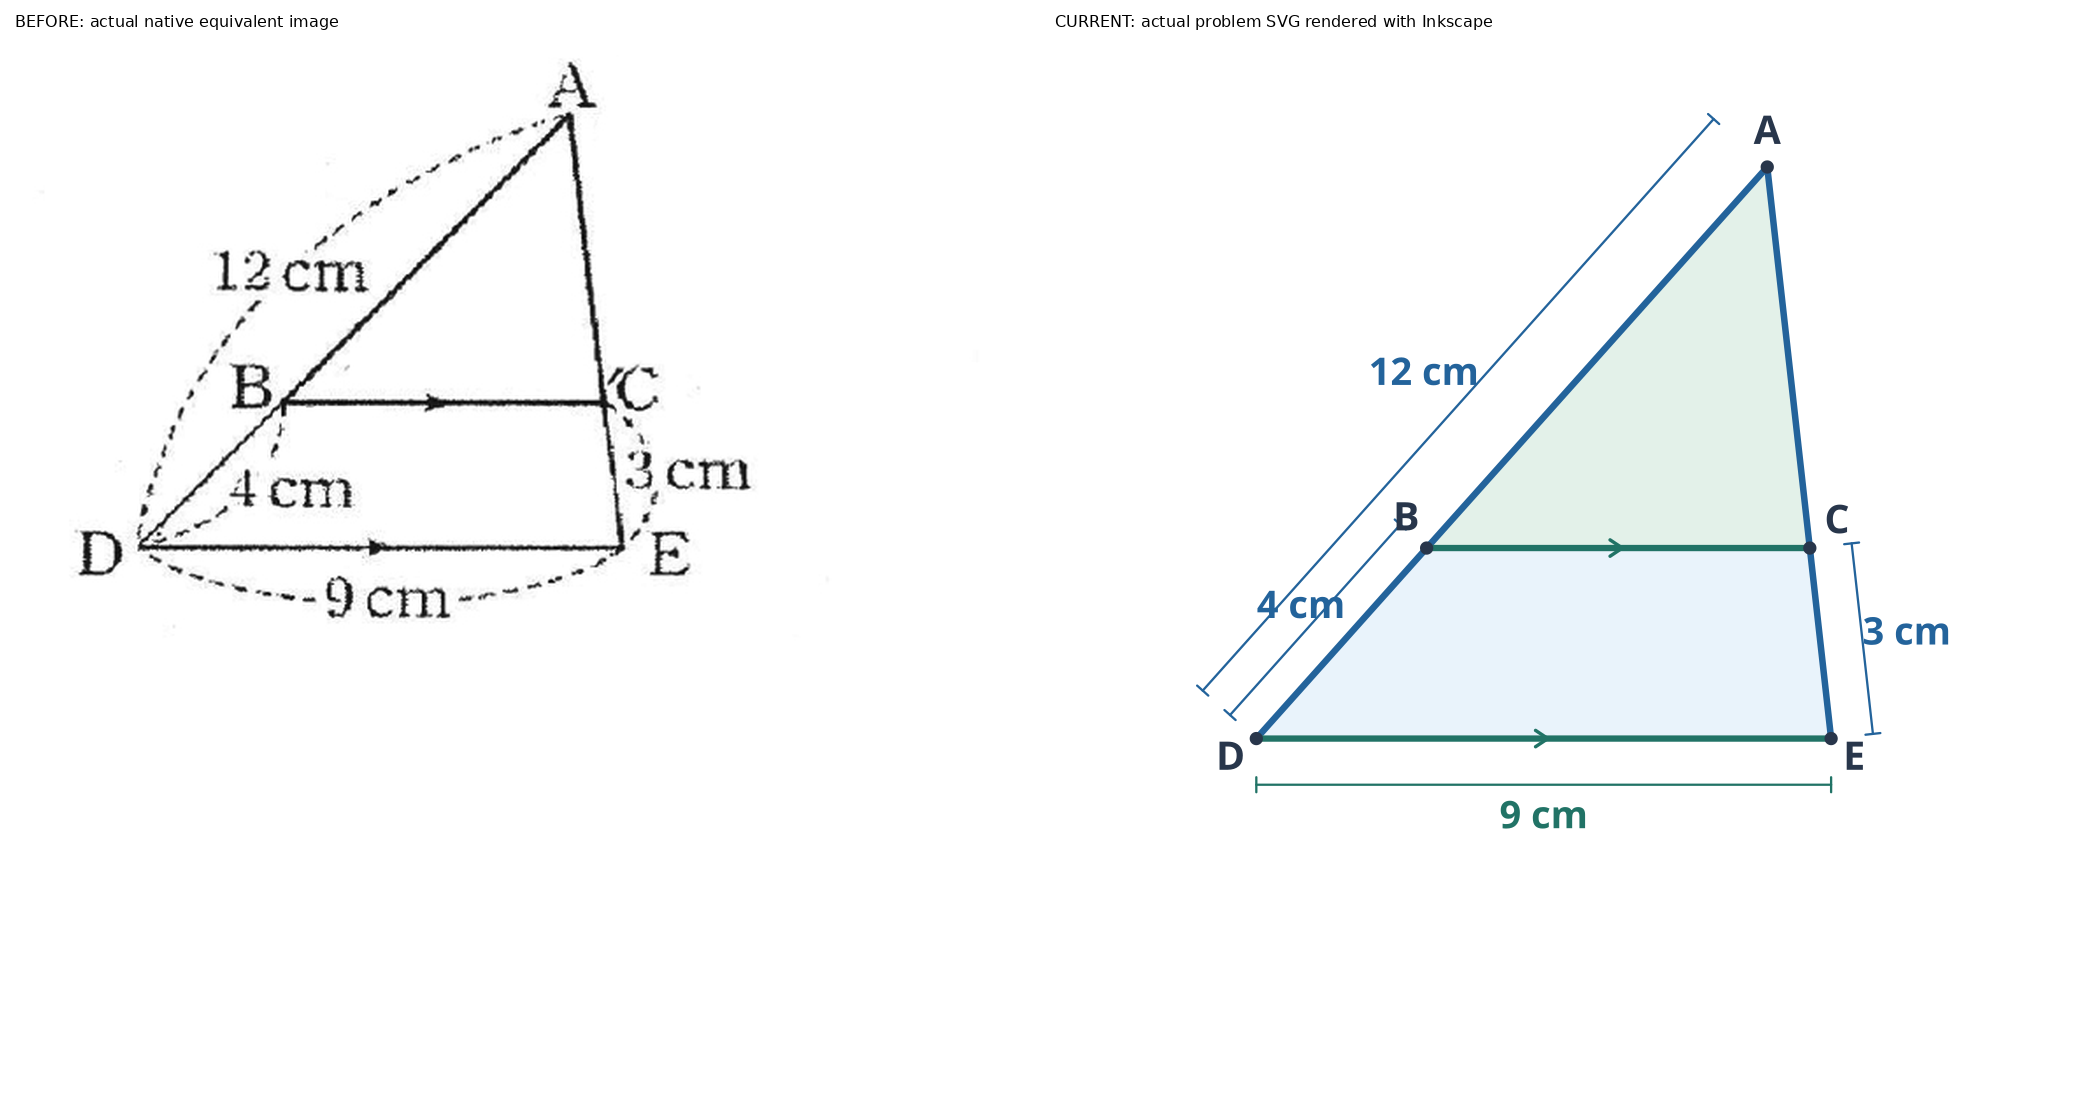 BEFORE: actual native equivalent image
A
12 cm
B
C
4 cm
3 cm
D
E
9 cm
CURRENT: actual problem SVG rendered with Inkscape
A
12 cm
B
C
4 cm
3 cm
D
E
9 cm